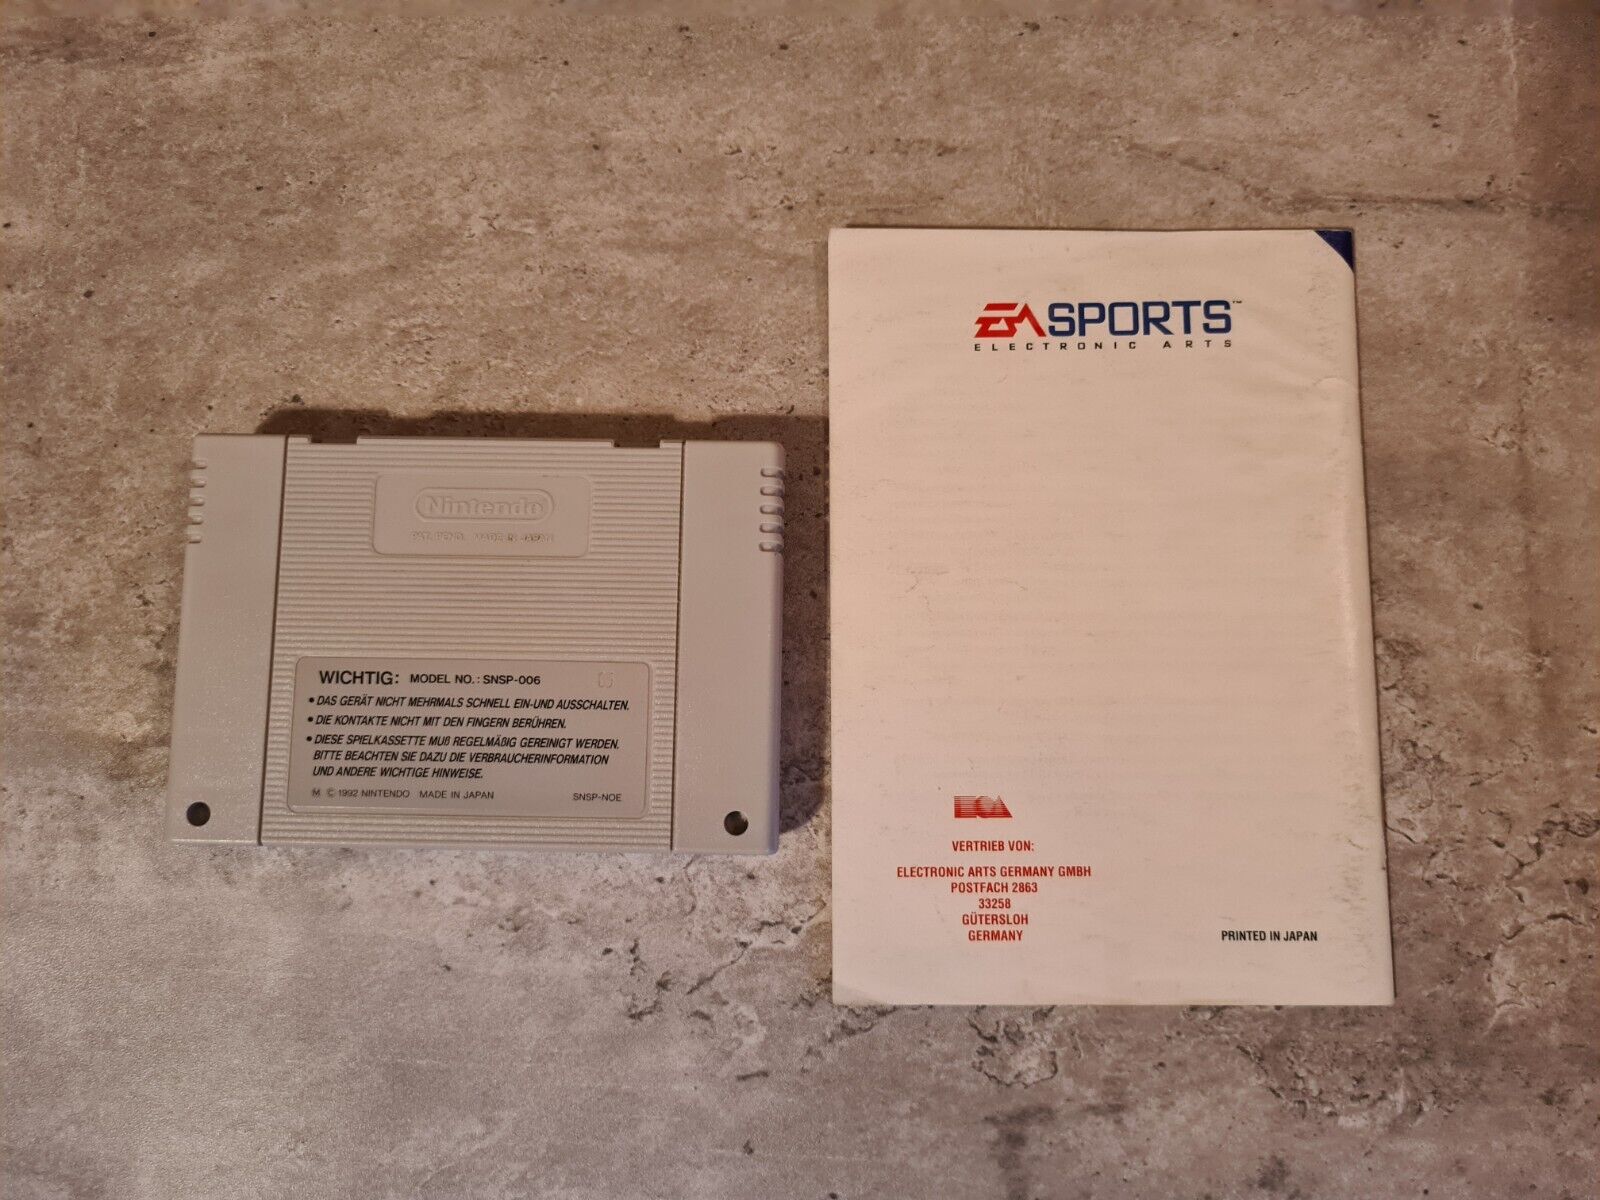 Nintendo
PAT. PEND. MADE IN JAPAN
WICHTIG: MODEL NO.: SNSP-006 05
• DAS GERÄT NICHT MEHRMALS SCHNELL EIN-UND AUSSCHALTEN.
• DIE KONTAKTE NICHT MIT DEN FINGERN BERÜHREN.
• DIESE SPIELKASSETTE MUß REGELMÄßIG GEREINIGT WERDEN.
BITTE BEACHTEN SIE DAZU DIE VERBRAUCHERINFORMATION
UND ANDERE WICHTIGE HINWEISE.
Ⓜ © 1992 NINTENDO MADE IN JAPAN SNSP-NOE
EA SPORTS™
ELECTRONIC ARTS
ECA
VERTRIEB VON:
ELECTRONIC ARTS GERMANY GMBH
POSTFACH 2863
33258
GÜTERSLOH
GERMANY
PRINTED IN JAPAN